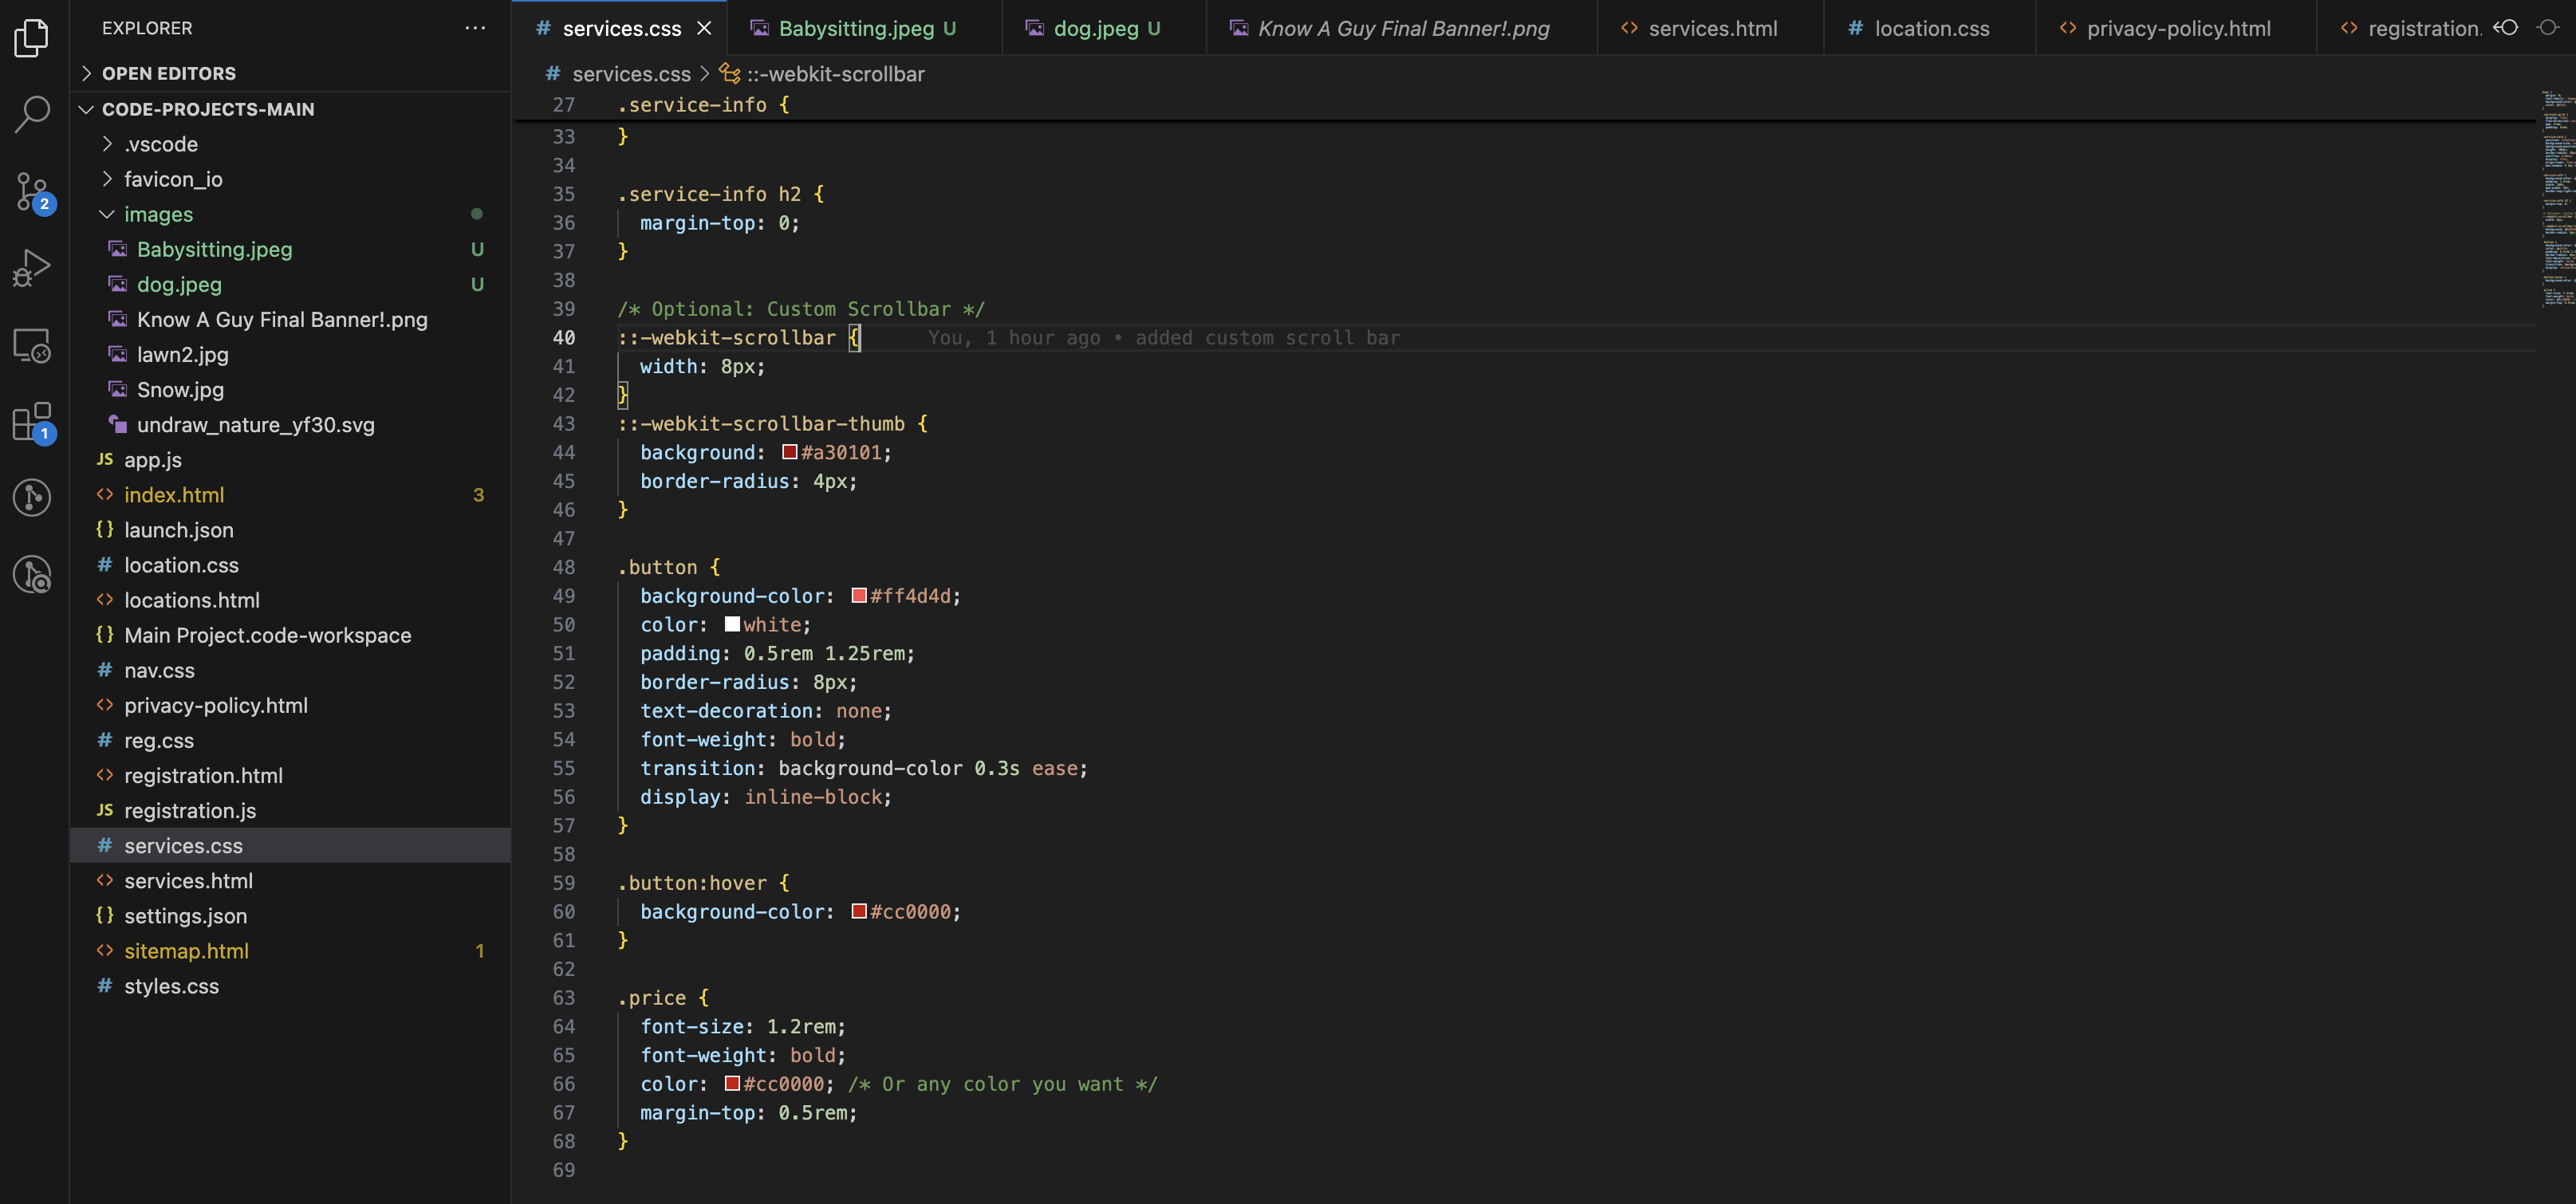 EXPLORER
OPEN EDITORS
CODE-PROJECTS-MAIN
.vscode
favicon_io
images
Babysitting.jpeg U
dog.jpeg U
Know A Guy Final Banner!.png
lawn2.jpg
Snow.jpg
undraw_nature_yf30.svg
JS app.js
<> index.html 3
{} launch.json
# location.css
<> locations.html
{} Main Project.code-workspace
# nav.css
<> privacy-policy.html
# reg.css
<> registration.html
JS registration.js
# services.css
<> services.html
{} settings.json
<> sitemap.html 1
# styles.css
2
1
# services.css
Babysitting.jpeg U
dog.jpeg U
Know A Guy Final Banner!.png
<> services.html
# location.css
<> privacy-policy.html
<> registration.
# services.css > ::-webkit-scrollbar
27 .service-info {
33 }
34
35 .service-info h2 {
36 margin-top: 0;
37 }
38
39 /* Optional: Custom Scrollbar */
40 ::-webkit-scrollbar { You, 1 hour ago • added custom scroll bar
41 width: 8px;
42 }
43 ::-webkit-scrollbar-thumb {
44 background: #a30101;
45 border-radius: 4px;
46 }
47
48 .button {
49 background-color: #ff4d4d;
50 color: white;
51 padding: 0.5rem 1.25rem;
52 border-radius: 8px;
53 text-decoration: none;
54 font-weight: bold;
55 transition: background-color 0.3s ease;
56 display: inline-block;
57 }
58
59 .button:hover {
60 background-color: #cc0000;
61 }
62
63 .price {
64 font-size: 1.2rem;
65 font-weight: bold;
66 color: #cc0000; /* Or any color you want */
67 margin-top: 0.5rem;
68 }
69